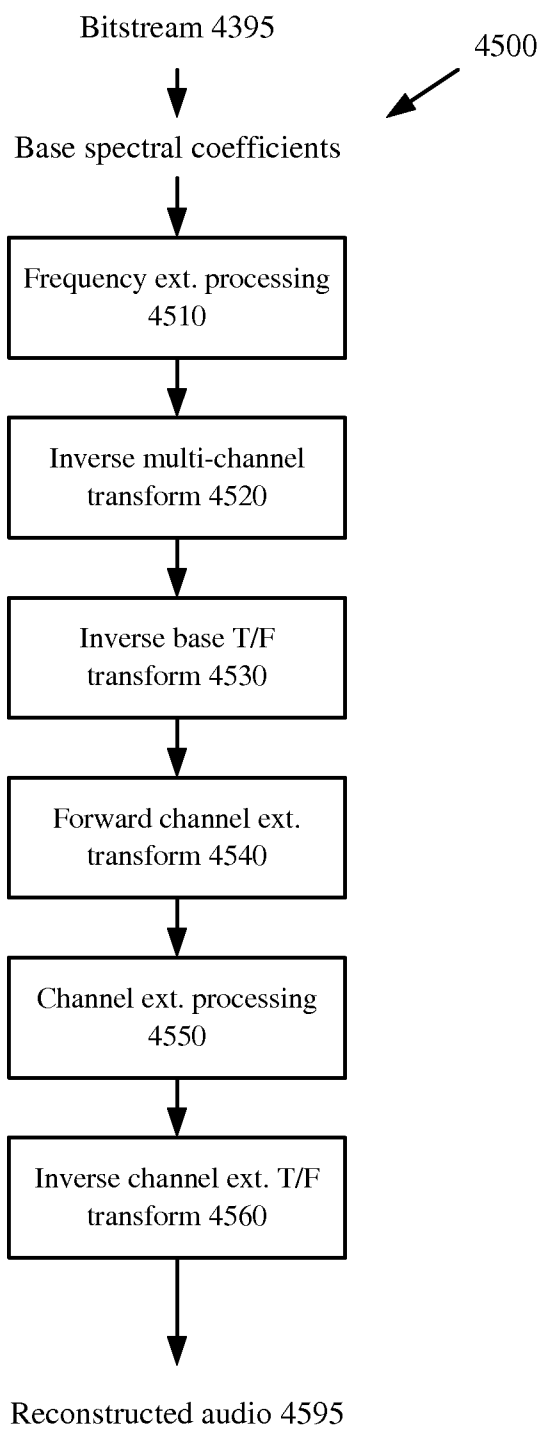 Bitstream 4395
4500
Base spectral coefficients
Frequency ext. processing
4510
Inverse multi-channel
transform 4520
Inverse base T/F
transform 4530
Forward channel ext.
transform 4540
Channel ext. processing
4550
Inverse channel ext. T/F
transform 4560
Reconstructed audio 4595